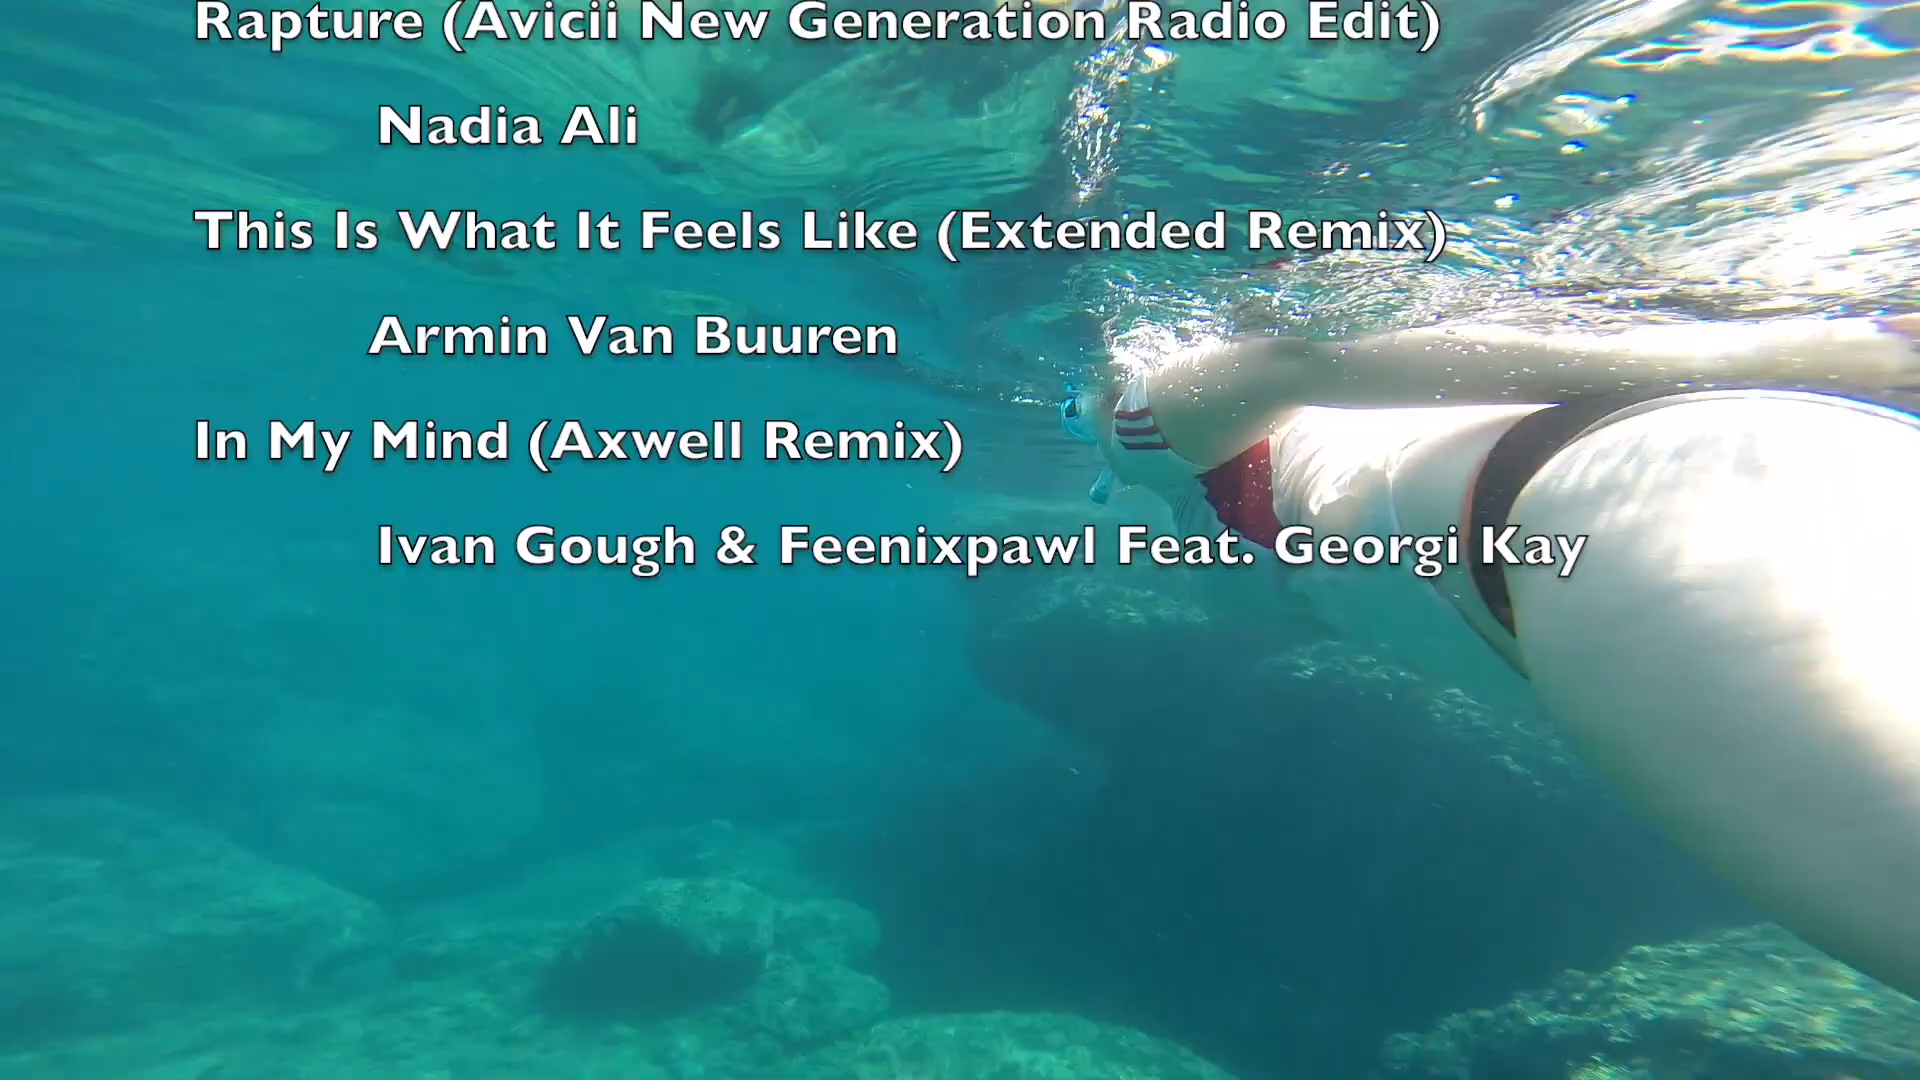 Rapture (Avicii New Generation Radio Edit)
Nadia Ali
This Is What It Feels Like (Extended Remix)
Armin Van Buuren
In My Mind (Axwell Remix)
Ivan Gough & Feenixpawl Feat. Georgi Kay